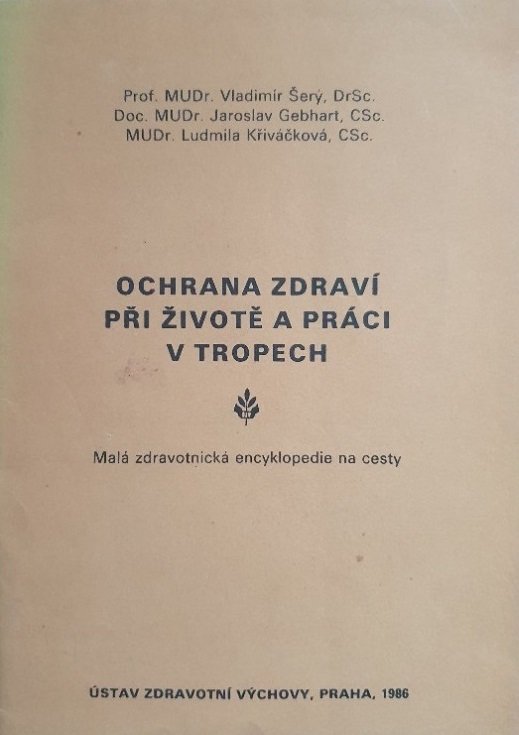 Prof. MUDr. Vladimír Šerý, DrSc.
Doc. MUDr. Jaroslav Gebhart, CSc.
MUDr. Ludmila Křiváčková, CSc.
OCHRANA ZDRAVÍ
PŘI ŽIVOTĚ A PRÁCI
V TROPECH
Malá zdravotnická encyklopedie na cesty
ÚSTAV ZDRAVOTNÍ VÝCHOVY, PRAHA, 1986